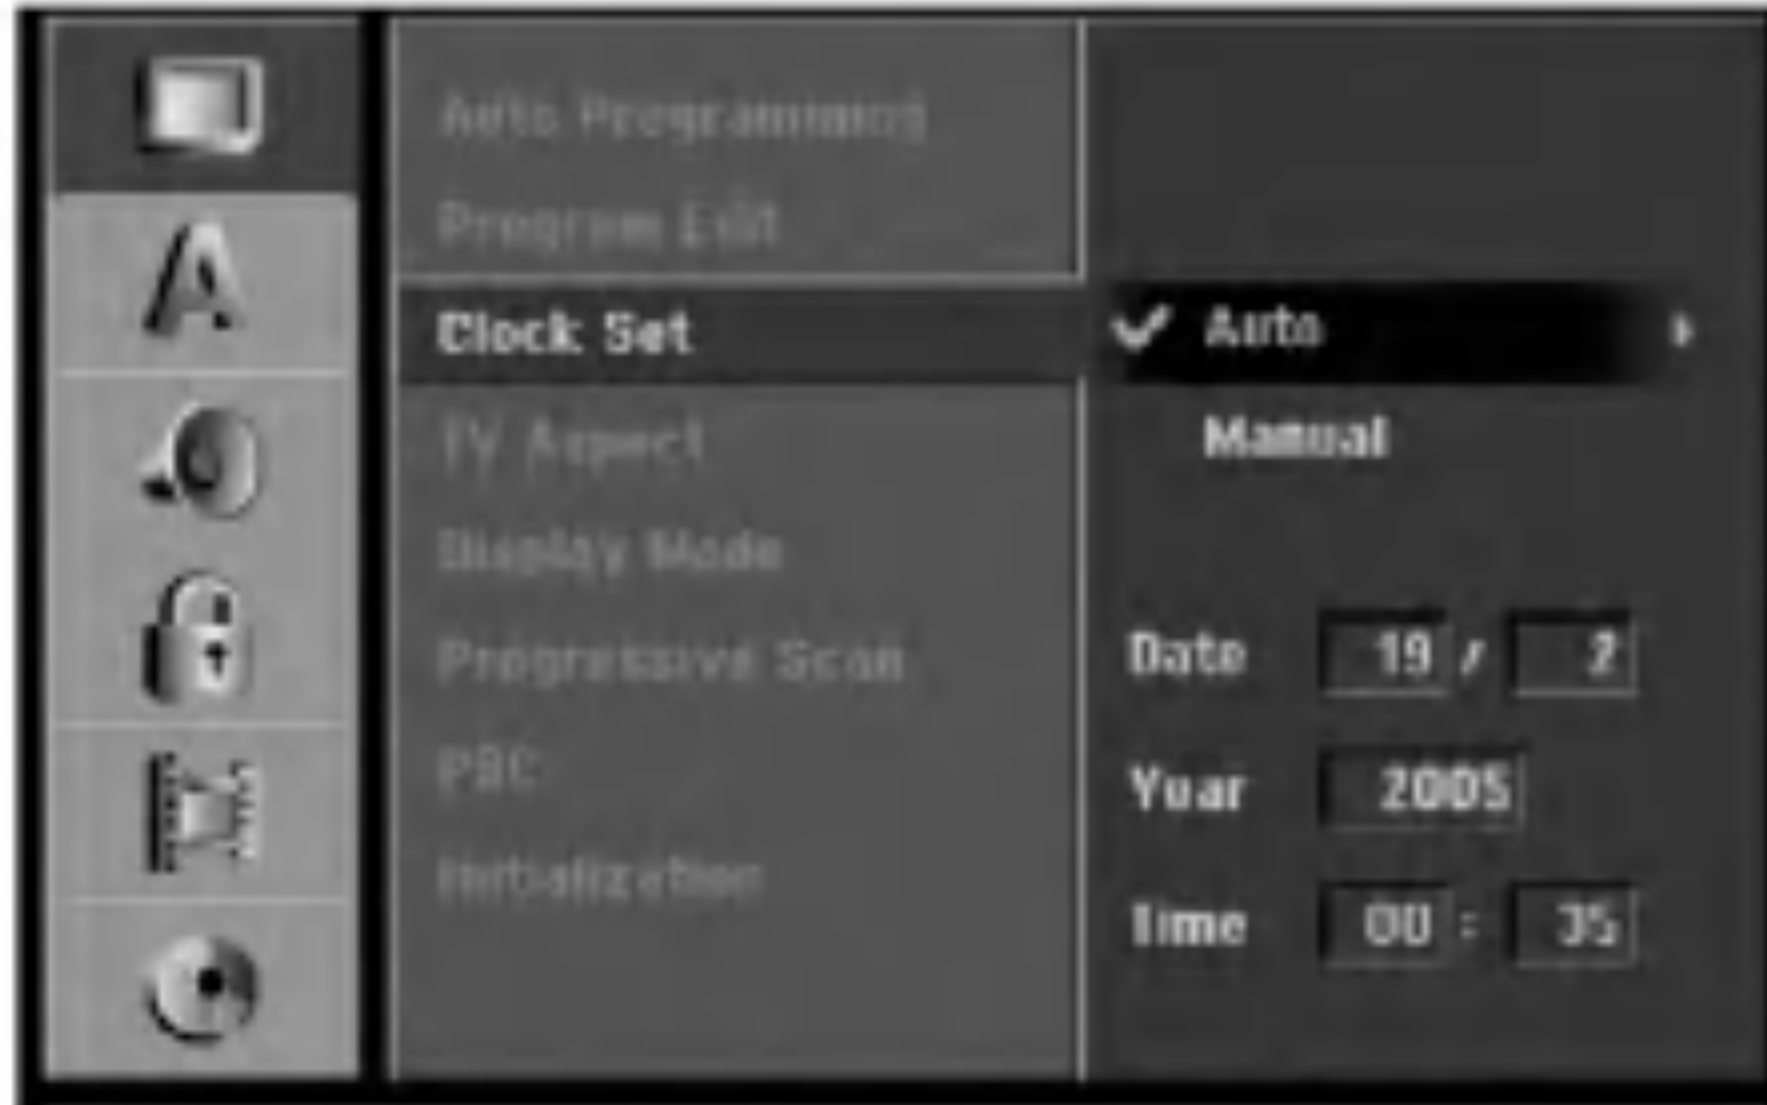 Auto Programming
Program Edit
Clock Set
✔ Auto
TV Aspect
Manual
Display Mode
Progressive Scan
PBC
Initialization
Date 19 / 2
Year 2005
Time 00 : 35